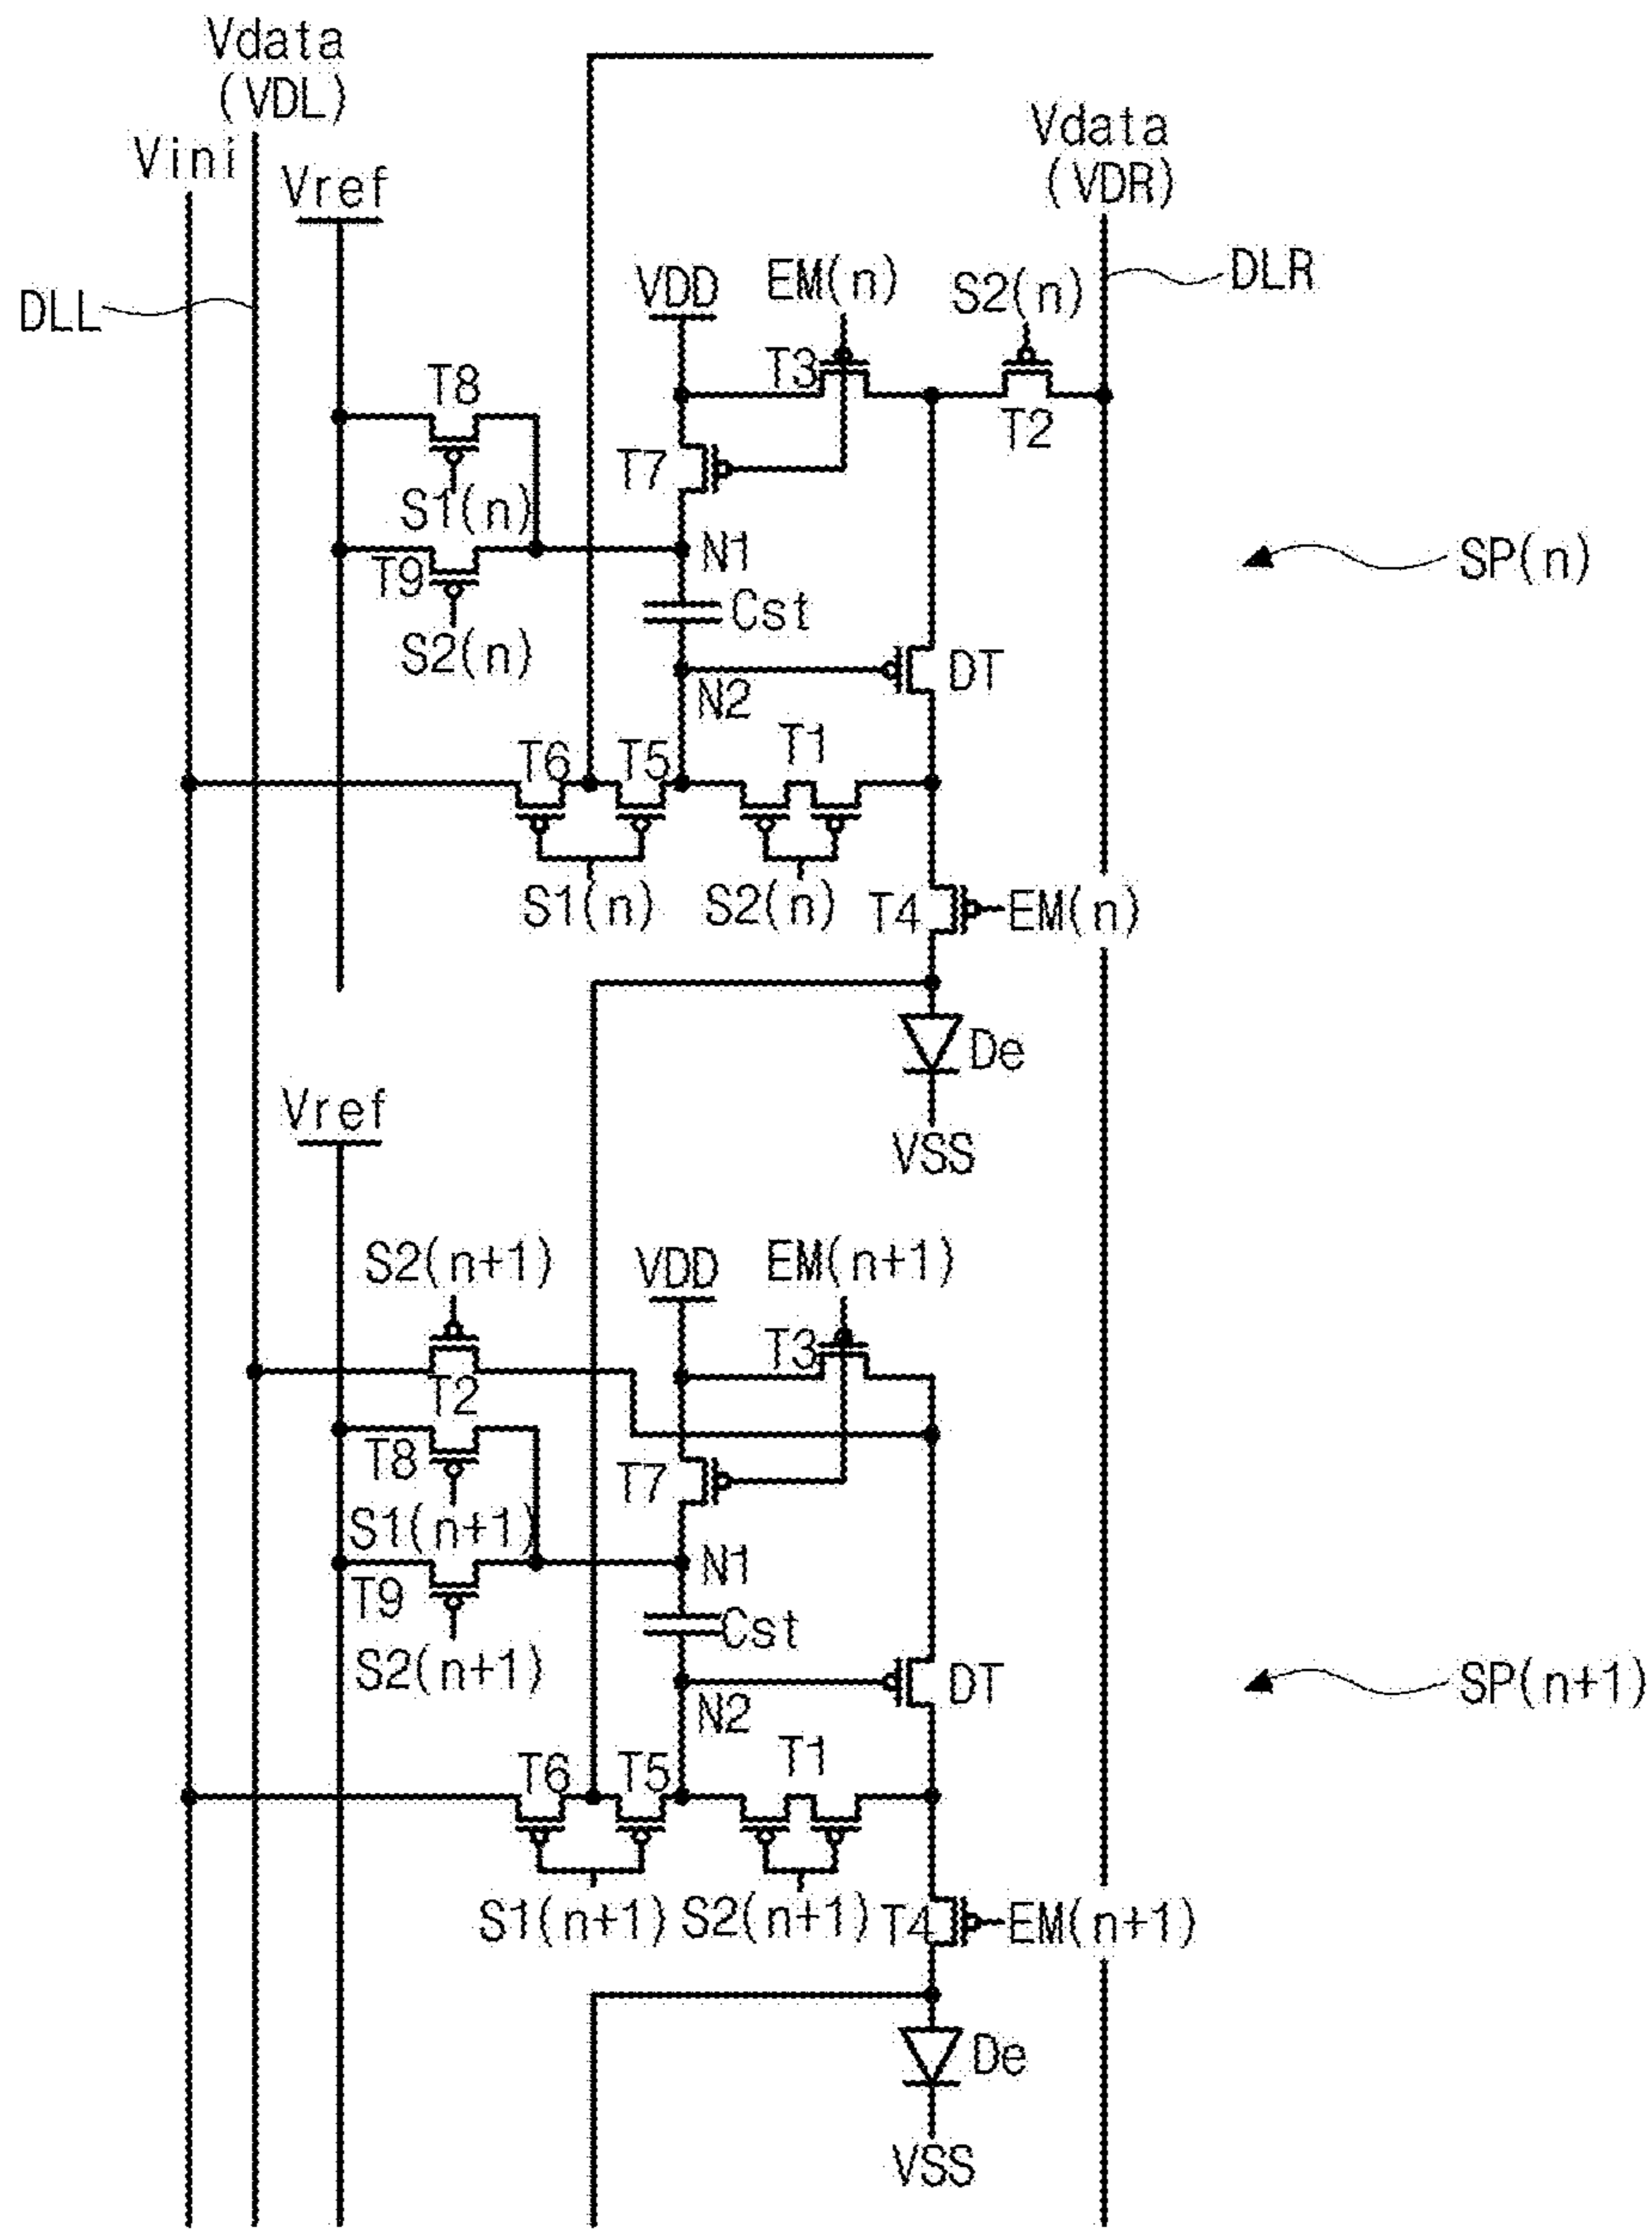 Vdata
(VDL)
Vini
Vref
Vdata
(VDR)
DLL
VDD
EM(n)
S2(n)
DLR
T8
T3
T2
S1(n)
T7
T9
N1
SP(n)
S2(n)
Cst
N2
DT
T6
T5
T1
S1(n)
S2(n)
T4
EM(n)
De
Vref
VSS
S2(n+1)
VDD
EM(n+1)
T2
T3
T8
T7
S1(n+1)
T9
N1
S2(n+1)
Cst
N2
DT
SP(n+1)
T6
T5
T1
S1(n+1)
S2(n+1)
T4
EM(n+1)
De
VSS